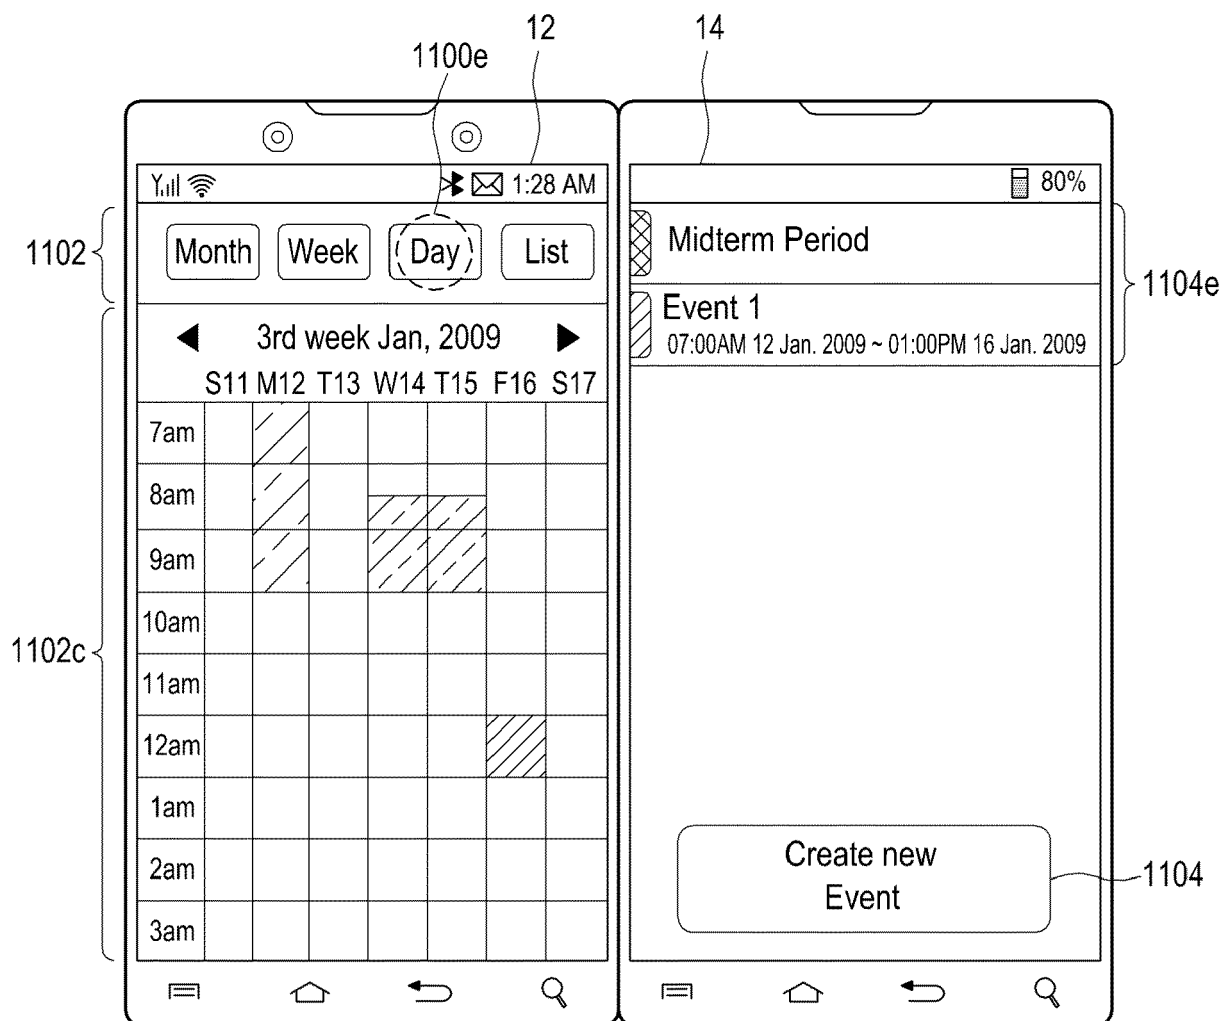 12
14
1100e
1:28 AM
80%
1102
Month Week Day List
Midterm Period
1104e
Event 1
07:00AM 12 Jan. 2009 ~ 01:00PM 16 Jan. 2009
3rd week Jan, 2009
S11 M12 T13 W14 T15 F16 S17
7am
8am
9am
10am
1102c
11am
12am
1am
2am
3am
Create new
Event
1104